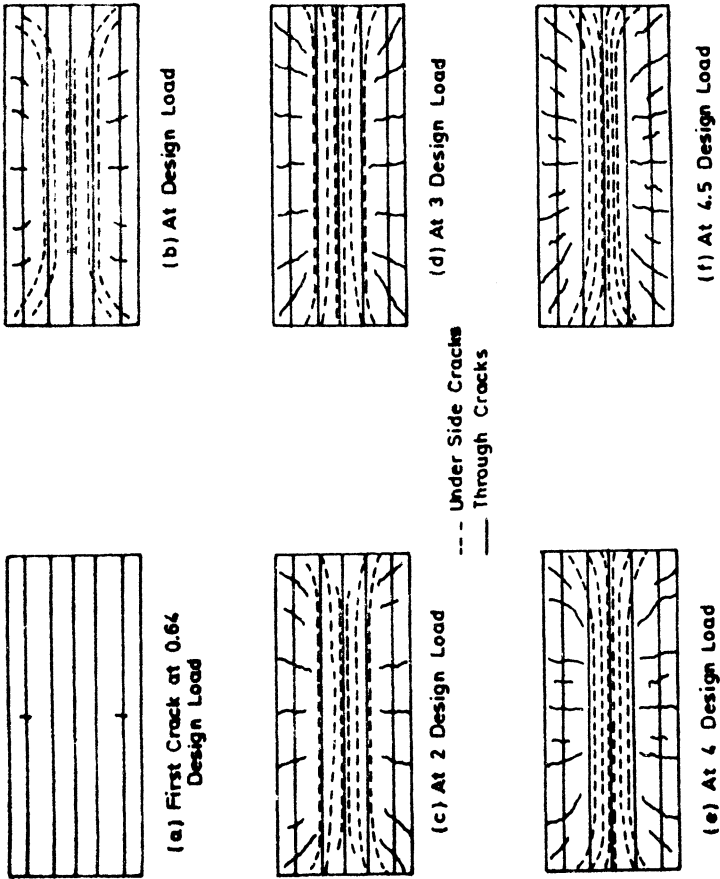 (a) First Crack at 0.64
Design Load
(b) At Design Load
(c) At 2 Design Load
(d) At 3 Design Load
--- Under Side Cracks
— Through Cracks
(e) At 4 Design Load
(f) At 4.5 Design Load